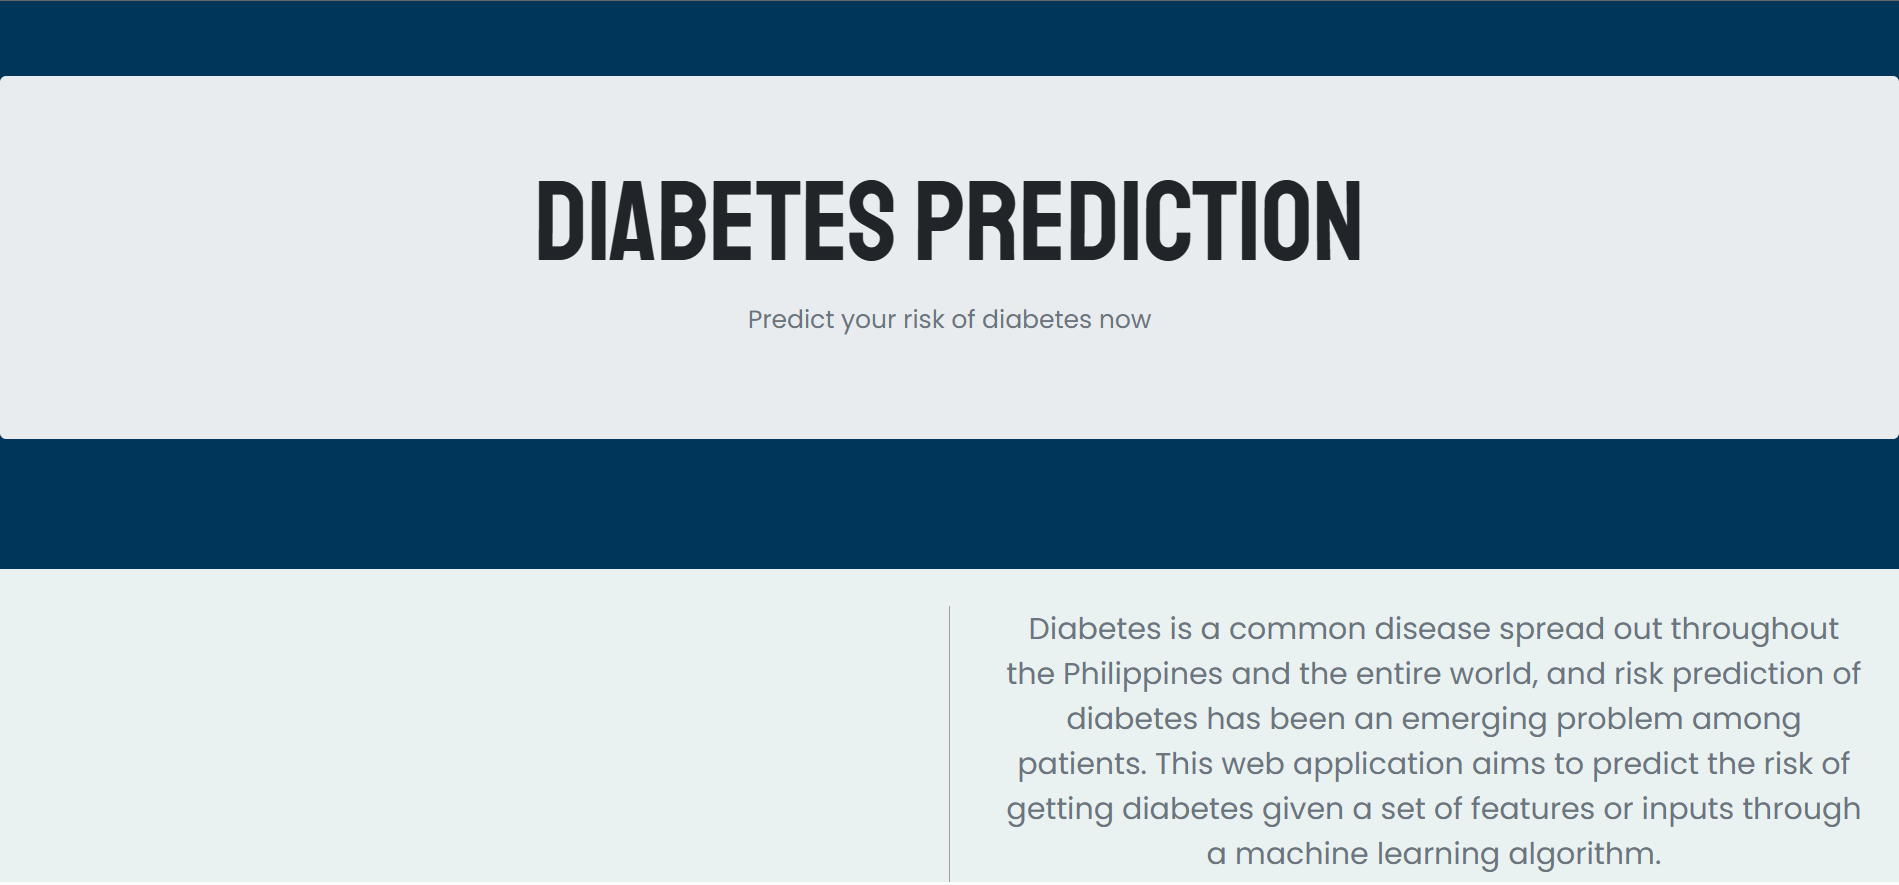 DIABETES PREDICTION
Predict your risk of diabetes now
Diabetes is a common disease spread out throughout
the Philippines and the entire world, and risk prediction of
diabetes has been an emerging problem among
patients. This web application aims to predict the risk of
getting diabetes given a set of features or inputs through
a machine learning algorithm.